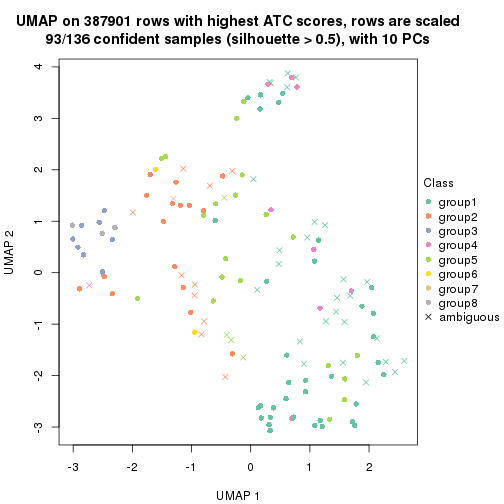 UMAP on 387901 rows with highest ATC scores, rows are scaled
93/136 confident samples (silhouette > 0.5), with 10 PCs
4
3
2
1
0
-1
-2
-3
UMAP 2
-3
-2
-1
0
1
2
UMAP 1
Class
group1
group2
group3
group4
group5
group6
group7
group8
ambiguous